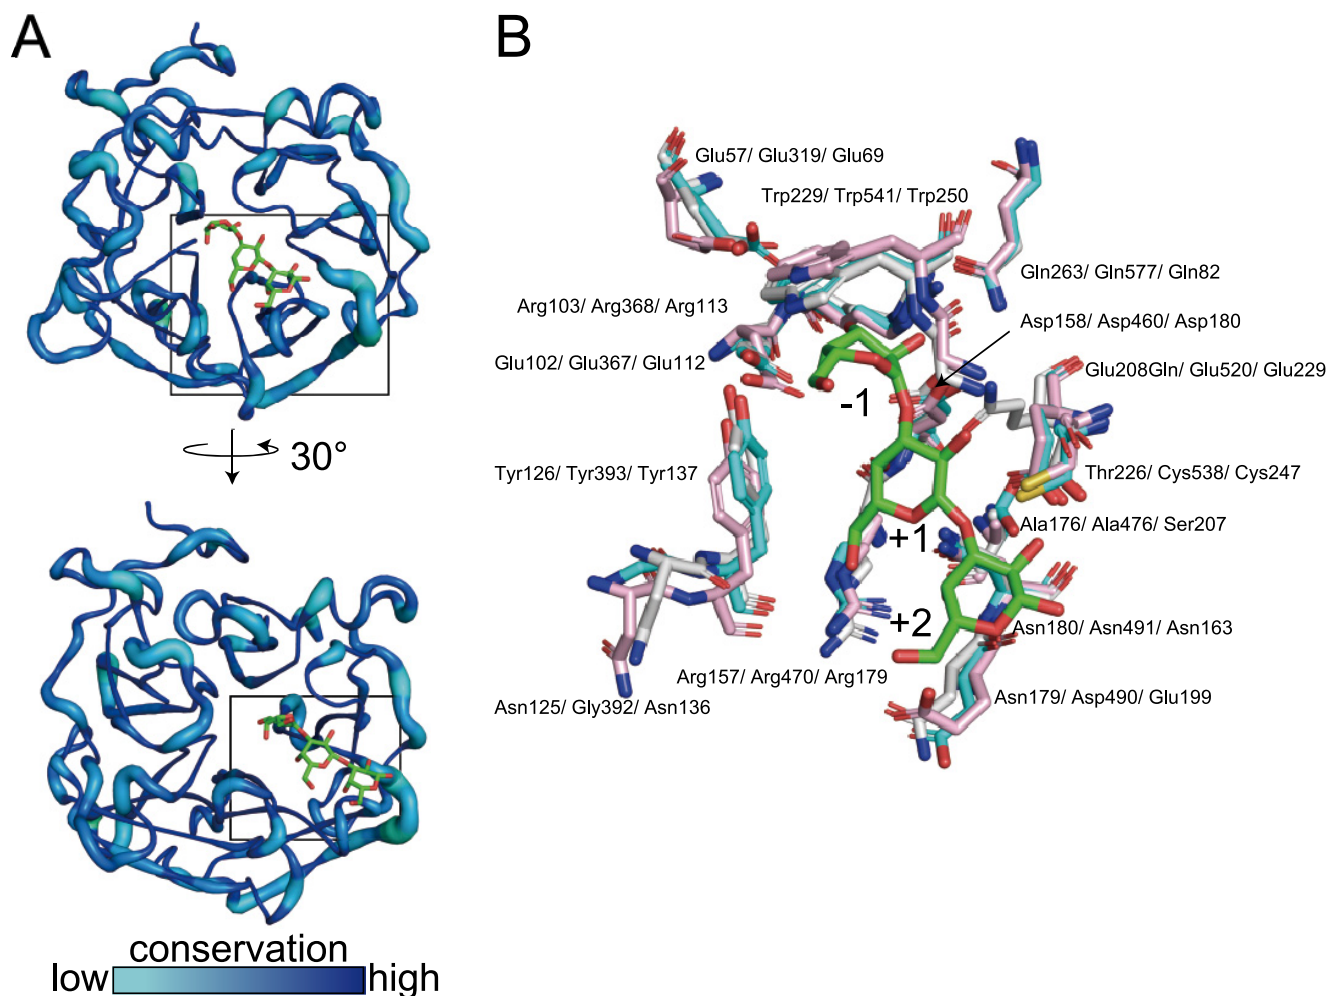 A
30°
conservation
low high
B
Glu57/ Glu319/ Glu69
Trp229/ Trp541/ Trp250
Gln263/ Gln577/ Gln82
Arg103/ Arg368/ Arg113
Asp158/ Asp460/ Asp180
Glu102/ Glu367/ Glu112
Glu208Gln/ Glu520/ Glu229
-1
Tyr126/ Tyr393/ Tyr137
Thr226/ Cys538/ Cys247
Ala176/ Ala476/ Ser207
+1
+2
Asn180/ Asn491/ Asn163
Arg157/ Arg470/ Arg179
Asn179/ Asp490/ Glu199
Asn125/ Gly392/ Asn136